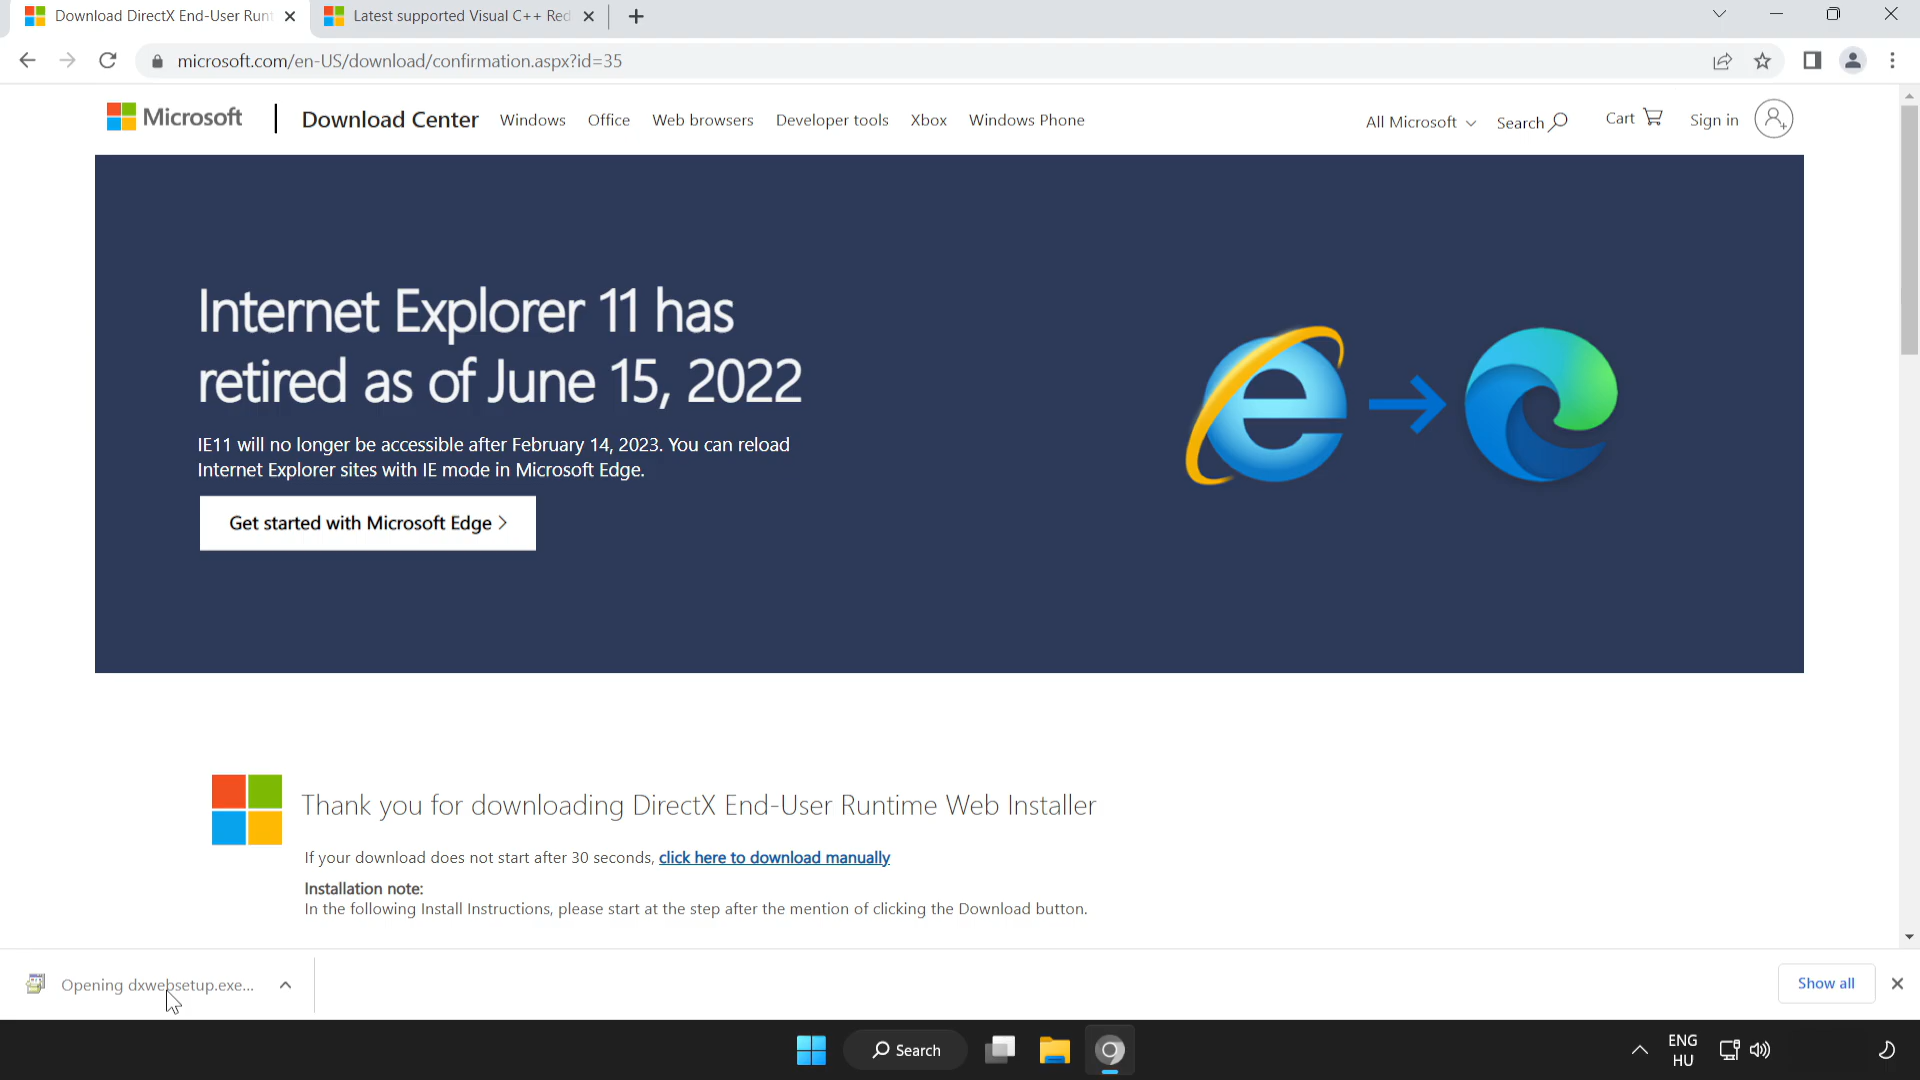 Download DirectX End-User Runt
Latest supported Visual C++ Red
microsoft.com/en-US/download/confirmation.aspx?id=35
Microsoft
Download Center
Windows
Office
Web browsers
Developer tools
Xbox
Windows Phone
All Microsoft
Search
Cart
Sign in
Internet Explorer 11 has
retired as of June 15, 2022
IE11 will no longer be accessible after February 14, 2023. You can reload
Internet Explorer sites with IE mode in Microsoft Edge.
Get started with Microsoft Edge >
Thank you for downloading DirectX End-User Runtime Web Installer
If your download does not start after 30 seconds, click here to download manually
Installation note:
In the following Install Instructions, please start at the step after the mention of clicking the Download button.
Opening dxwebsetup.exe...
Show all
Search
ENG
HU